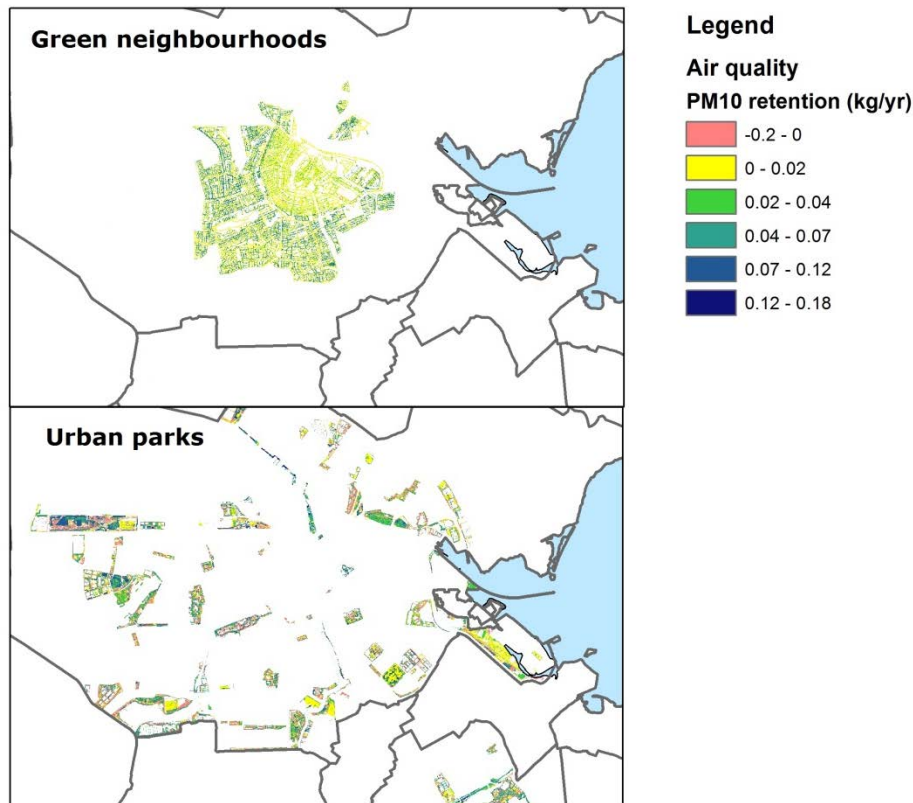 Green neighbourhoods
Urban parks
Legend
Air quality
PM10 retention (kg/yr)
-0.2 - 0
0 - 0.02
0.02 - 0.04
0.04 - 0.07
0.07 - 0.12
0.12 - 0.18